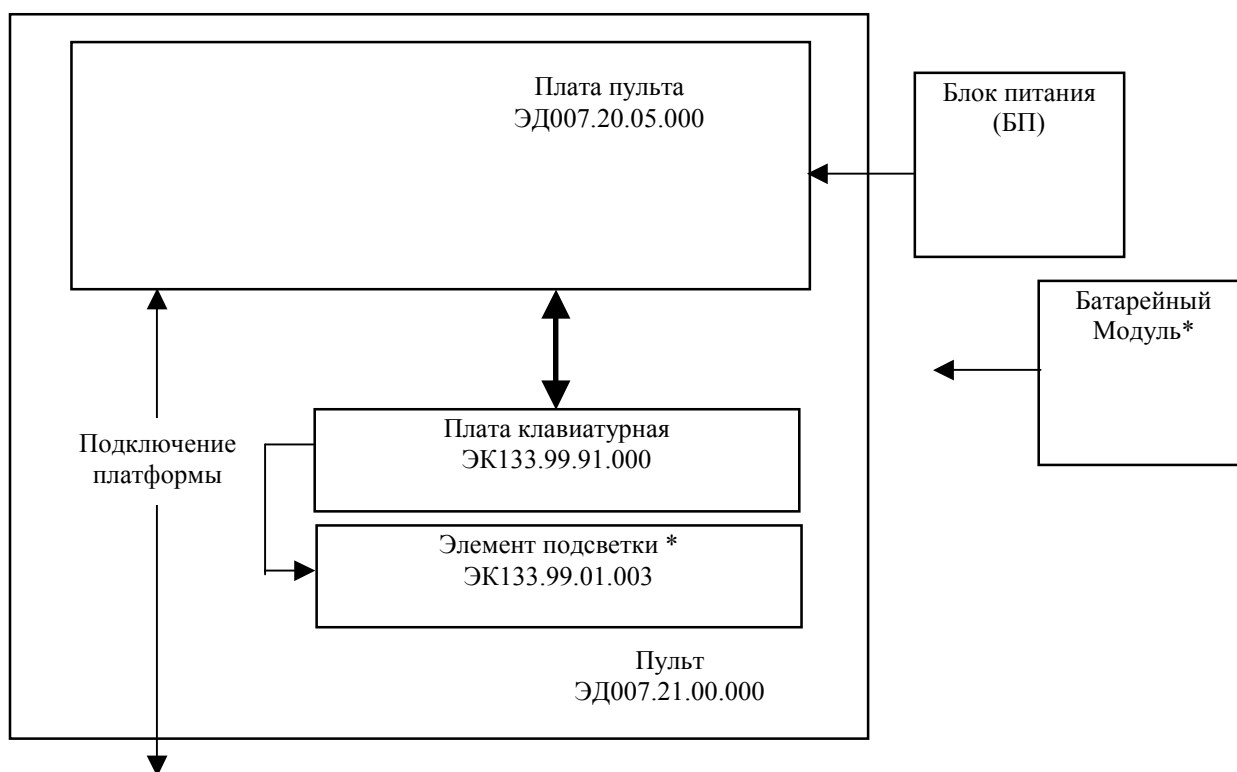 Плата пульта
ЭД007.20.05.000
Блок питания
(БП)
Батарейный
Модуль*
Подключение
платформы
Плата клавиатурная
ЭК133.99.91.000
Элемент подсветки *
ЭК133.99.01.003
Пульт
ЭД007.21.00.000